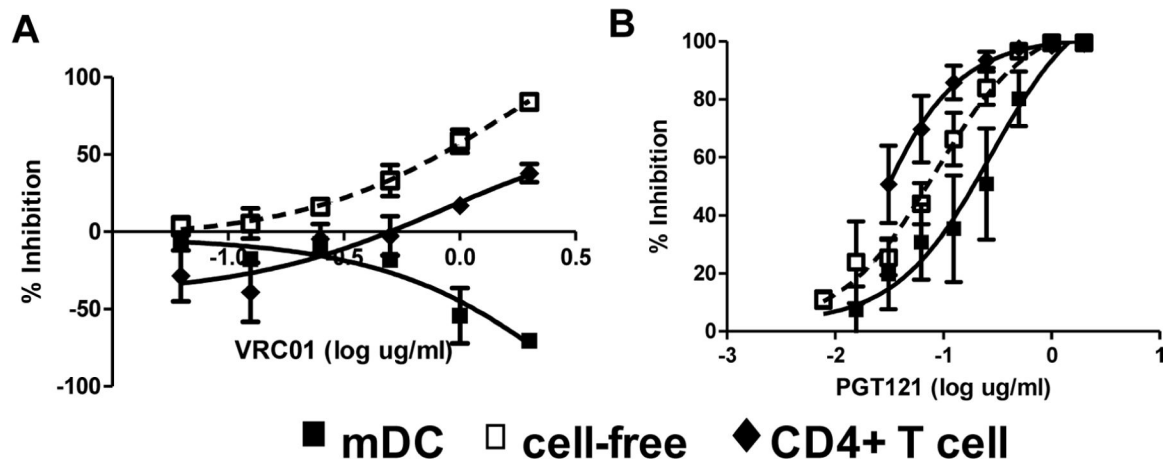 A
B
100
50
0
-50
-100
% Inhibition
-1.0
-0.5
0.0
0.5
VRC01 (log ug/ml)
100
80
60
40
20
0
% Inhibition
-3
-2
-1
0
1
PGT121 (log ug/ml)
mDC cell-free CD4+ T cell